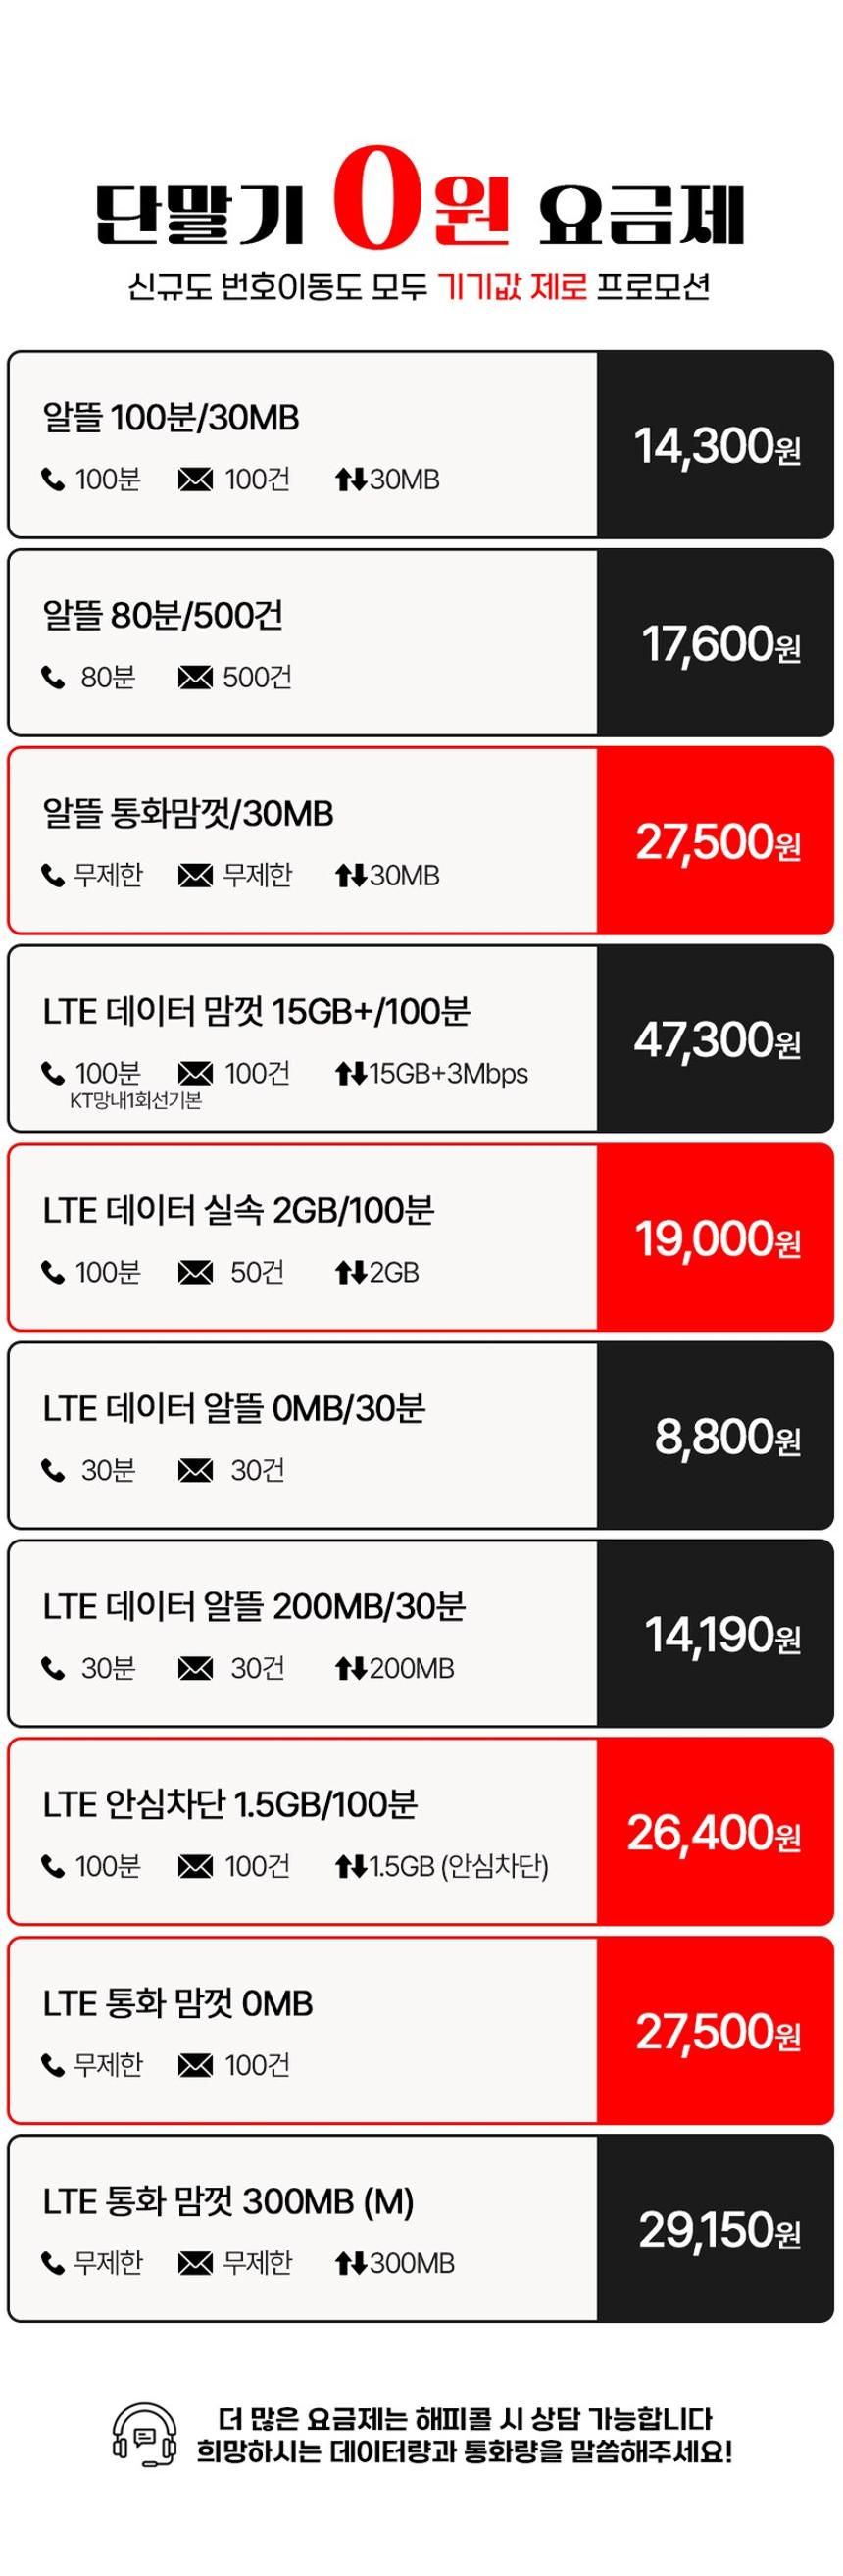 단말기 0원 요금제
신규도 번호이동도 모두 기기값 제로 프로모션
알뜰 100분/30MB
100분 100건 30MB
14,300원
알뜰 80분/500건
80분 500건
17,600원
알뜰 통화맘껏/30MB
무제한 무제한 30MB
27,500원
LTE 데이터 맘껏 15GB+/100분
100분 100건 15GB+3Mbps
KT망내1회선기본
47,300원
LTE 데이터 실속 2GB/100분
100분 50건 2GB
19,000원
LTE 데이터 알뜰 0MB/30분
30분 30건
8,800원
LTE 데이터 알뜰 200MB/30분
30분 30건 200MB
14,190원
LTE 안심차단 1.5GB/100분
100분 100건 1.5GB (안심차단)
26,400원
LTE 통화 맘껏 0MB
무제한 100건
27,500원
LTE 통화 맘껏 300MB (M)
무제한 무제한 300MB
29,150원
더 많은 요금제는 해피콜 시 상담 가능합니다
희망하시는 데이터량과 통화량을 말씀해주세요!